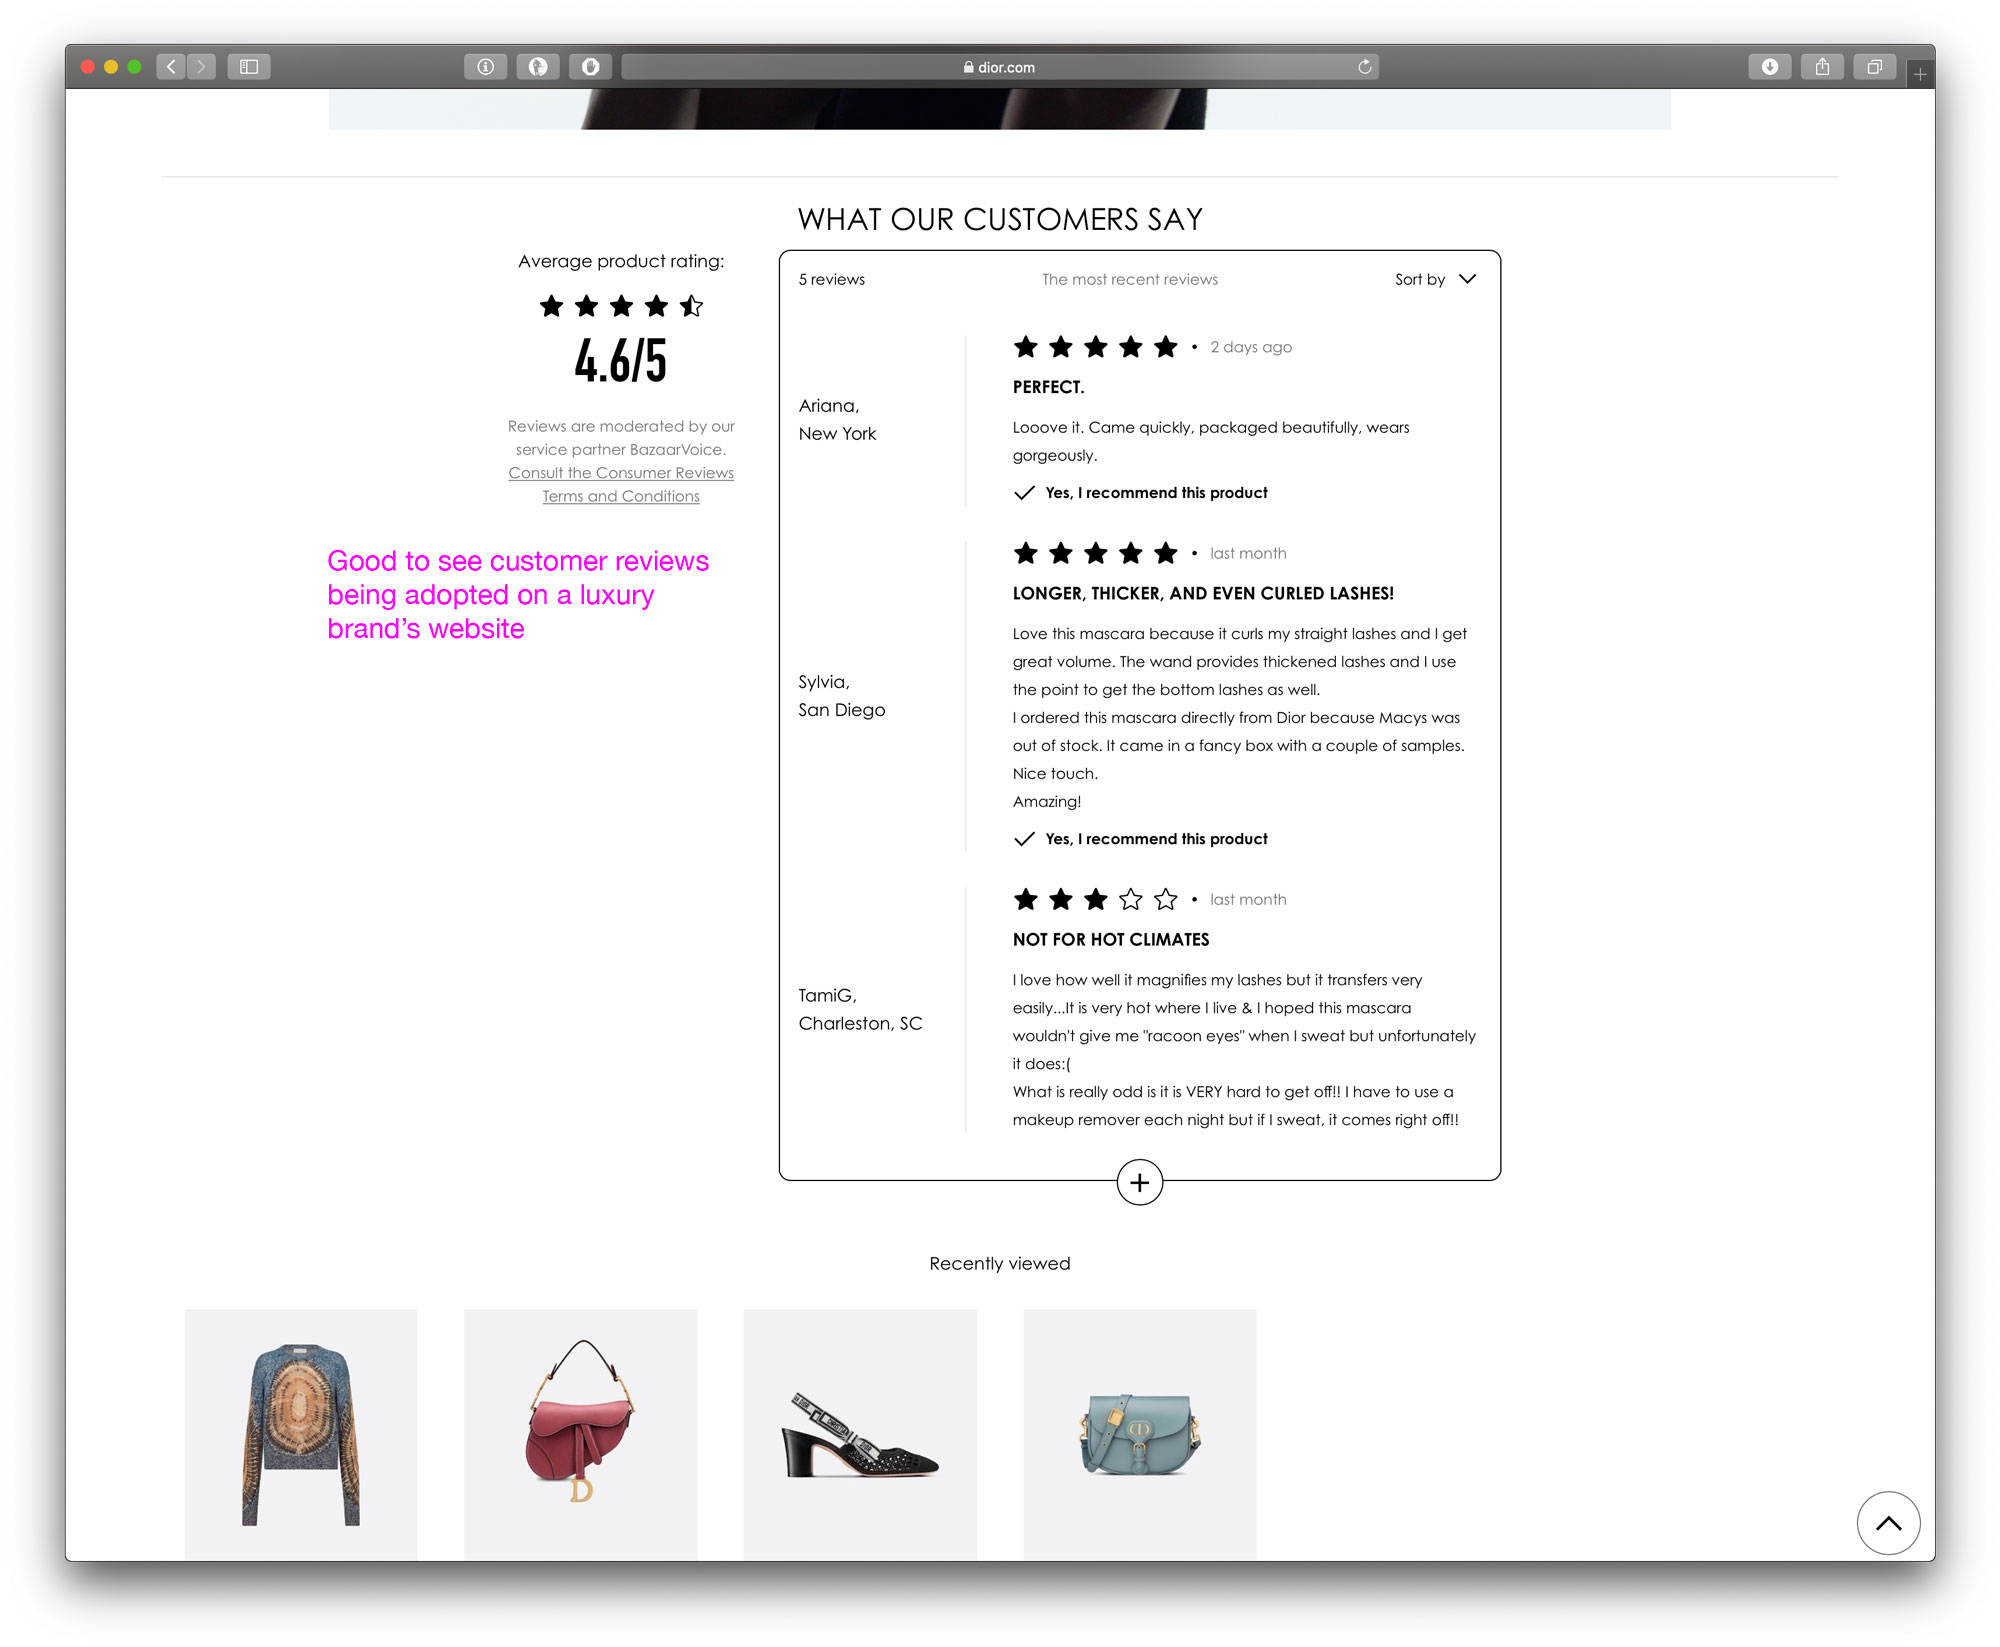 dior.com
WHAT OUR CUSTOMERS SAY
Average product rating:
4.6/5
Reviews are moderated by our
service partner BazaarVoice.
Consult the Consumer Reviews
Terms and Conditions
Good to see customer reviews
being adopted on a luxury
brand’s website
5 reviews
The most recent reviews
Sort by
Ariana,
New York
• 2 days ago
PERFECT.
Looove it. Came quickly, packaged beautifully, wears
gorgeously.
Yes, I recommend this product
Sylvia,
San Diego
• last month
LONGER, THICKER, AND EVEN CURLED LASHES!
Love this mascara because it curls my straight lashes and I get
great volume. The wand provides thickened lashes and I use
the point to get the bottom lashes as well.
I ordered this mascara directly from Dior because Macys was
out of stock. It came in a fancy box with a couple of samples.
Nice touch.
Amazing!
Yes, I recommend this product
TamiG,
Charleston, SC
• last month
NOT FOR HOT CLIMATES
I love how well it magnifies my lashes but it transfers very
easily...It is very hot where I live & I hoped this mascara
wouldn't give me "racoon eyes" when I sweat but unfortunately
it does:(
What is really odd is it is VERY hard to get off!! I have to use a
makeup remover each night but if I sweat, it comes right off!!
Recently viewed
D